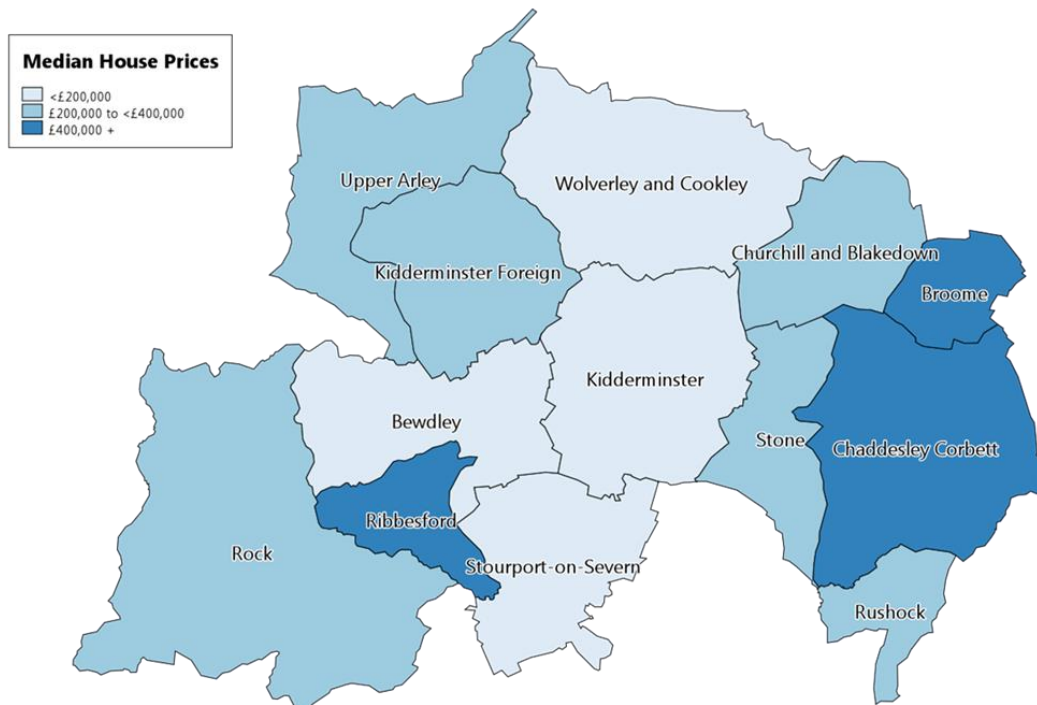 Median House Prices
<£200,000
£200,000 to <£400,000
£400,000 +
Upper Arley
Wolverley and Cookley
Churchill and Blakedown
Kidderminster Foreign
Broome
Kidderminster
Bewdley
Stone
Chaddesley Corbett
Ribbesford
Rock
Stourport-on-Severn
Rushock